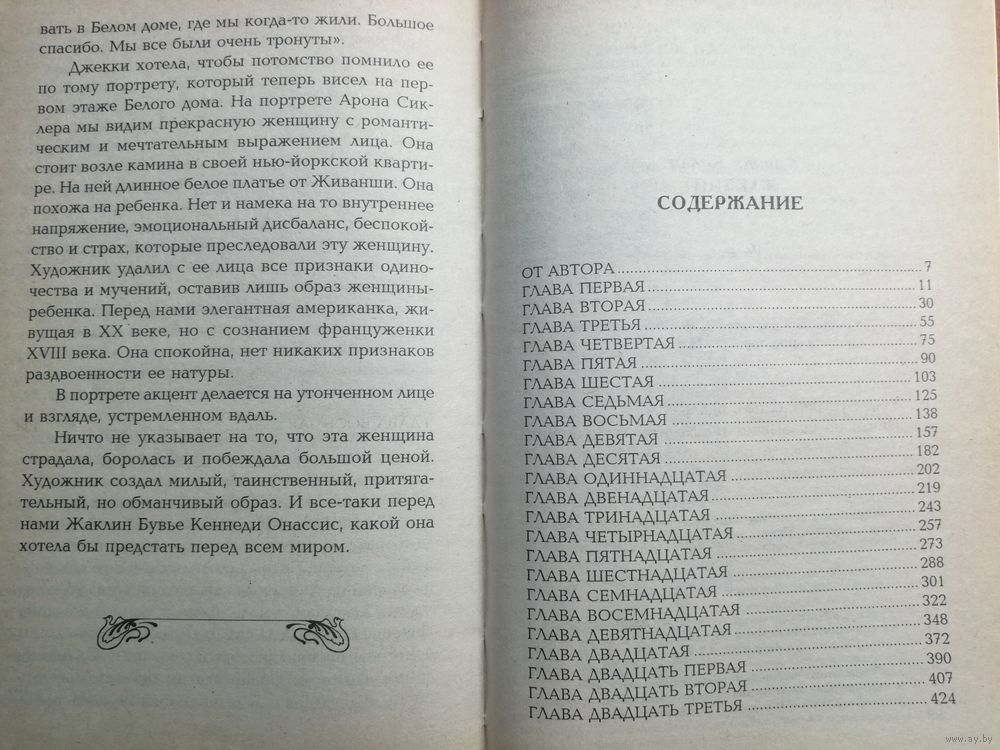 вать в Белом доме, где мы когда-то жили. Большое
спасибо. Мы все были очень тронуты».
Джекки хотела, чтобы потомство помнило ее
по тому портрету, который теперь висел на пер-
вом этаже Белого дома. На портрете Арона Сик-
лера мы видим прекрасную женщину с романти-
ческим и мечтательным выражением лица. Она
стоит возле камина в своей нью-йоркской кварти-
ре. На ней длинное белое платье от Живанши. Она
похожа на ребенка. Нет и намека на то внутреннее
напряжение, эмоциональный дисбаланс, беспокой-
ство и страх, которые преследовали эту женщину.
Художник удалил с ее лица все признаки одино-
чества и мучений, оставив лишь образ женщины-
ребенка. Перед нами элегантная американка, жи-
вущая в XX веке, но с сознанием француженки
XVIII века. Она спокойна, нет никаких признаков
раздвоенности ее натуры.
В портрете акцент делается на утонченном лице
и взгляде, устремленном вдаль.
Ничто не указывает на то, что эта женщина
страдала, боролась и побеждала большой ценой.
Художник создал милый, таинственный, притяга-
тельный, но обманчивый образ. И все-таки перед
нами Жаклин Бувье Кеннеди Онассис, какой она
хотела бы предстать перед всем миром.
СОДЕРЖАНИЕ
ОТ АВТОРА ... 7
ГЛАВА ПЕРВАЯ ... 11
ГЛАВА ВТОРАЯ ... 30
ГЛАВА ТРЕТЬЯ ... 55
ГЛАВА ЧЕТВЕРТАЯ ... 75
ГЛАВА ПЯТАЯ ... 90
ГЛАВА ШЕСТАЯ ... 103
ГЛАВА СЕДЬМАЯ ... 125
ГЛАВА ВОСЬМАЯ ... 138
ГЛАВА ДЕВЯТАЯ ... 157
ГЛАВА ДЕСЯТАЯ ... 182
ГЛАВА ОДИННАДЦАТАЯ ... 202
ГЛАВА ДВЕНАДЦАТАЯ ... 219
ГЛАВА ТРИНАДЦАТАЯ ... 243
ГЛАВА ЧЕТЫРНАДЦАТАЯ ... 257
ГЛАВА ПЯТНАДЦАТАЯ ... 273
ГЛАВА ШЕСТНАДЦАТАЯ ... 288
ГЛАВА СЕМНАДЦАТАЯ ... 301
ГЛАВА ВОСЕМНАДЦАТАЯ ... 322
ГЛАВА ДЕВЯТНАДЦАТАЯ ... 348
ГЛАВА ДВАДЦАТАЯ ... 372
ГЛАВА ДВАДЦАТЬ ПЕРВАЯ ... 390
ГЛАВА ДВАДЦАТЬ ВТОРАЯ ... 407
ГЛАВА ДВАДЦАТЬ ТРЕТЬЯ ... 424
www.ay.by